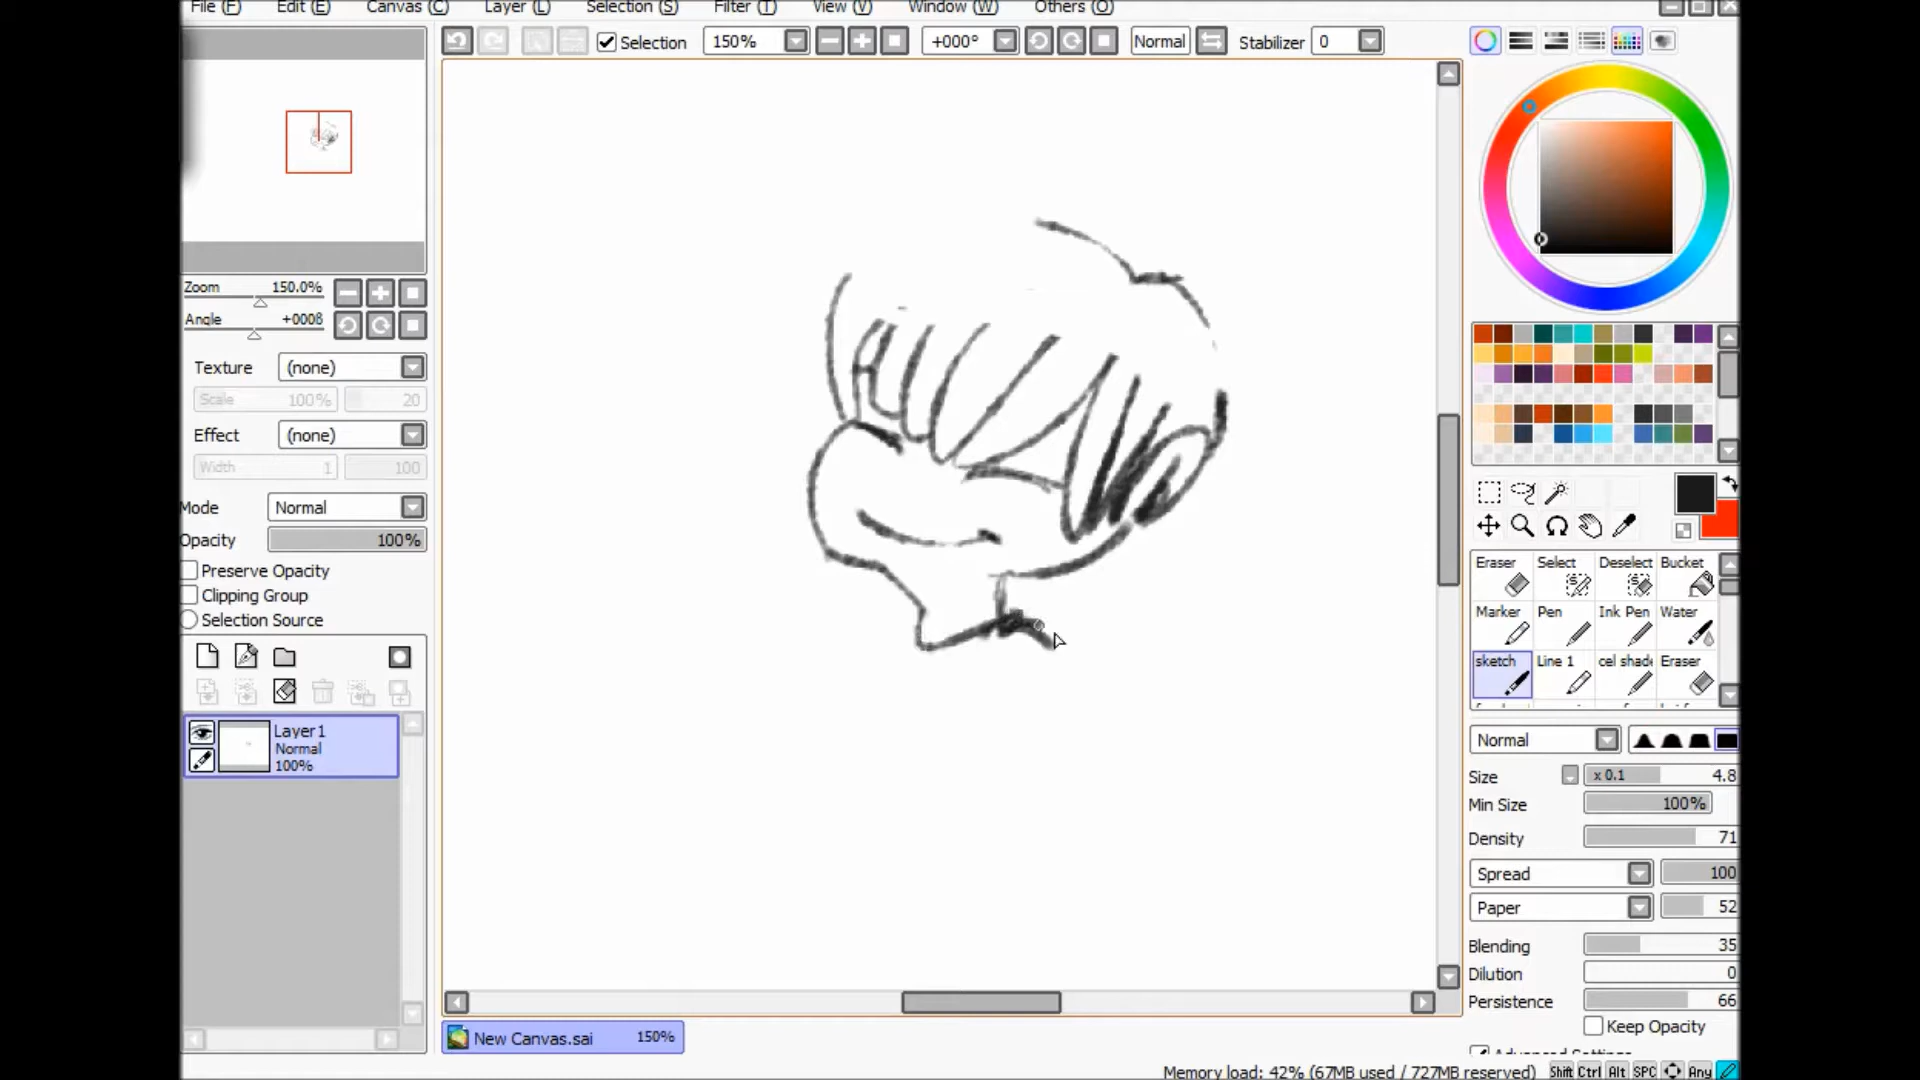 File (F) Edit (E) Canvas (C) Layer (L) Selection (S) Filter (T) View (V) Window (W) Others (O)
Selection 150% +000° Normal Stabilizer 0
Zoom 150.0%
Angle +000ß
Texture (none)
Scale 100% 20
Effect (none)
Width 1 100
Mode Normal
Opacity 100%
Preserve Opacity
Clipping Group
Selection Source
Layer1
Normal
100%
Eraser Select Deselect Bucket
Marker Pen Ink Pen Water
sketch Line 1 cel shad Eraser
Normal
Size x 0.1 4.8
Min Size 100%
Density 71
Spread 100
Paper 52
Blending 35
Dilution 0
Persistence 66
Keep Opacity
Advanced Settings
New Canvas.sai 150%
Memory load: 42% (67MB used / 727MB reserved) Shift Ctrl Alt SPC Any